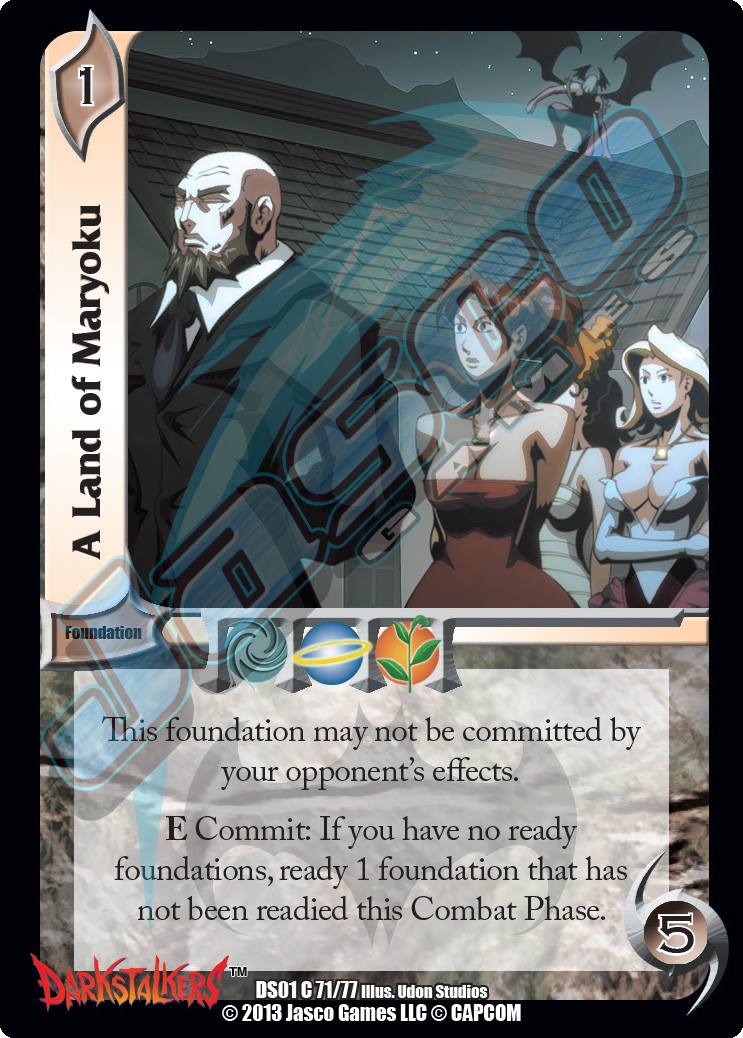 1
A Land of Maryoku
JASCO
GAMES
Foundation
This foundation may not be committed by
your opponent's effects.
E Commit: If you have no ready
foundations, ready 1 foundation that has
not been readied this Combat Phase.
5
DARKSTALKERS™
DS01 C 71/77 Illus. Udon Studios
© 2013 Jasco Games LLC © CAPCOM